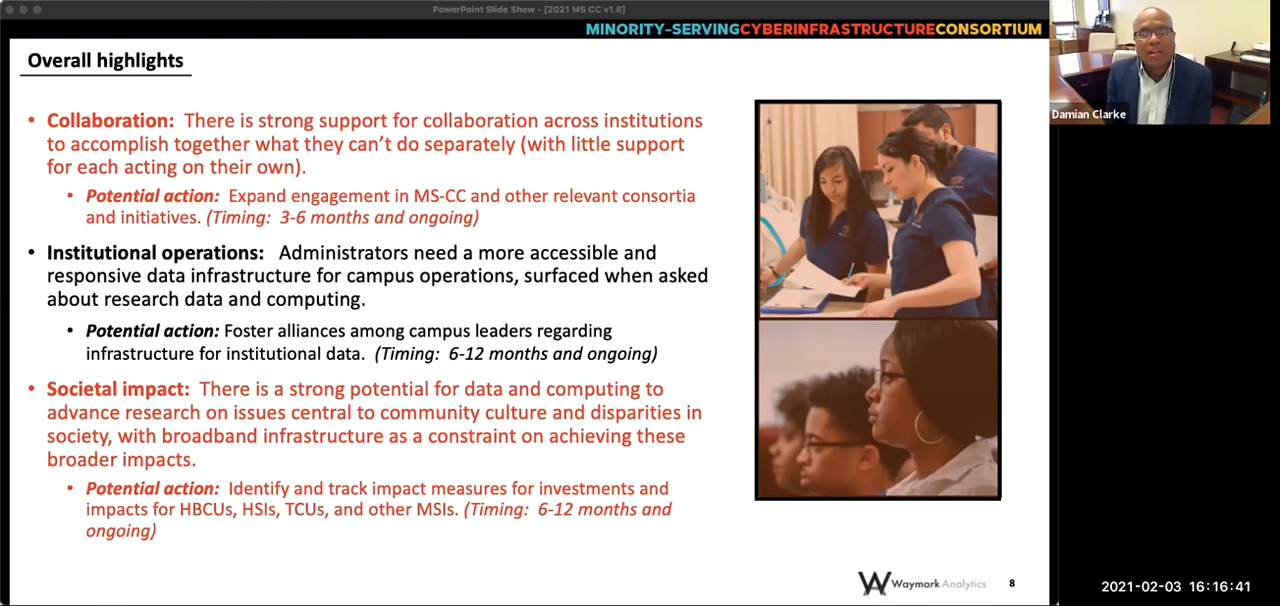 PowerPoint Slide Show - [2021 MS CC v1.8]
MINORITY-SERVINGCYBERINFRASTRUCTURECONSORTIUM
Overall highlights
• Collaboration: There is strong support for collaboration across institutions
to accomplish together what they can't do separately (with little support
for each acting on their own).
• Potential action: Expand engagement in MS-CC and other relevant consortia
and initiatives. (Timing: 3-6 months and ongoing)
• Institutional operations: Administrators need a more accessible and
responsive data infrastructure for campus operations, surfaced when asked
about research data and computing.
• Potential action: Foster alliances among campus leaders regarding
infrastructure for institutional data. (Timing: 6-12 months and ongoing)
• Societal impact: There is a strong potential for data and computing to
advance research on issues central to community culture and disparities in
society, with broadband infrastructure as a constraint on achieving these
broader impacts.
• Potential action: Identify and track impact measures for investments and
impacts for HBCUs, HSIs, TCUs, and other MSIs. (Timing: 6-12 months and
ongoing)
Waymark Analytics
8
Damian Clarke
2021-02-03 16:16:41